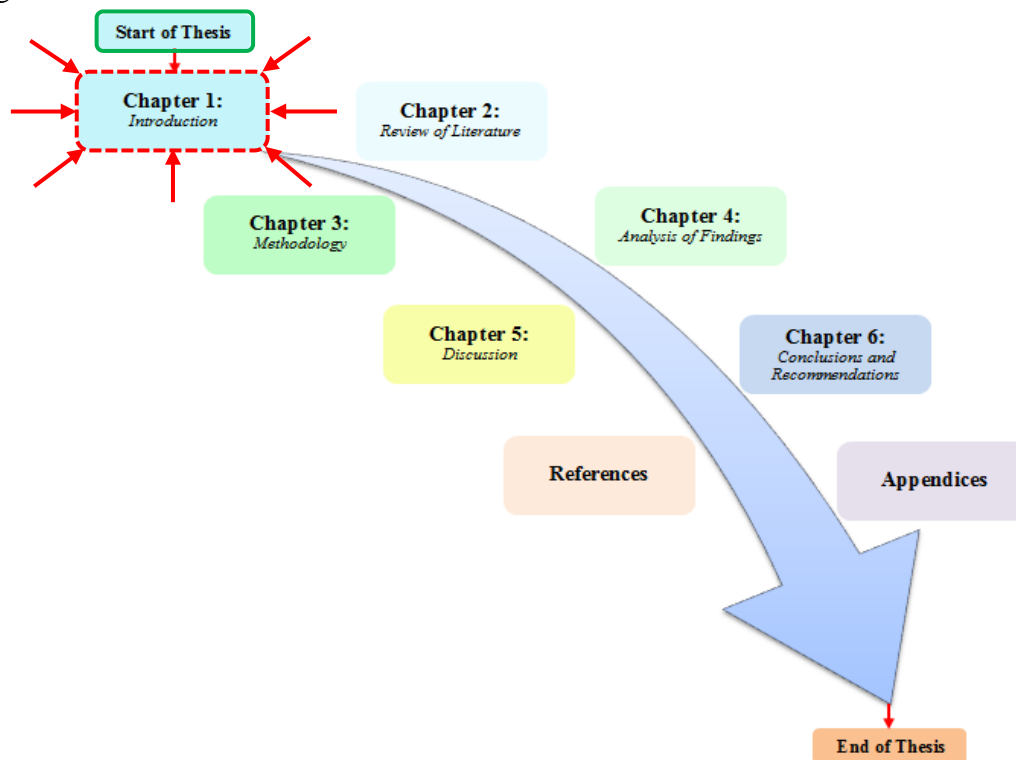 Start of Thesis
Chapter 1:
Introduction
Chapter 2:
Review of Literature
Chapter 3:
Methodology
Chapter 4:
Analysis of Findings
Chapter 5:
Discussion
Chapter 6:
Conclusions and
Recommendations
References
Appendices
End of Thesis